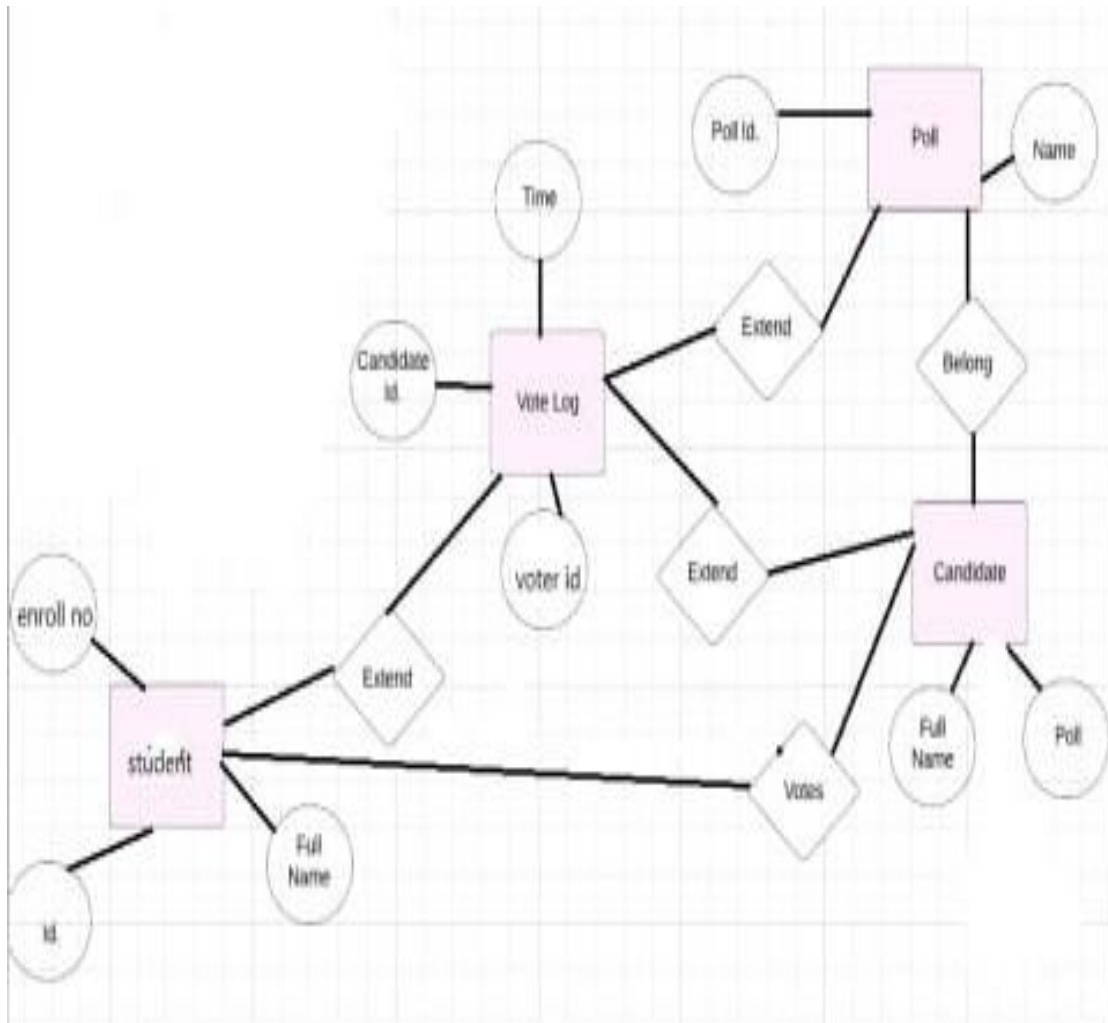 Poll Id.
Poll
Name
Time
Extend
Candidate
Id.
Vote Log
Belong
voter id
Extend
Candidate
enroll no
Extend
student
Full
Name
Poll
Votes
Full
Name
Id.